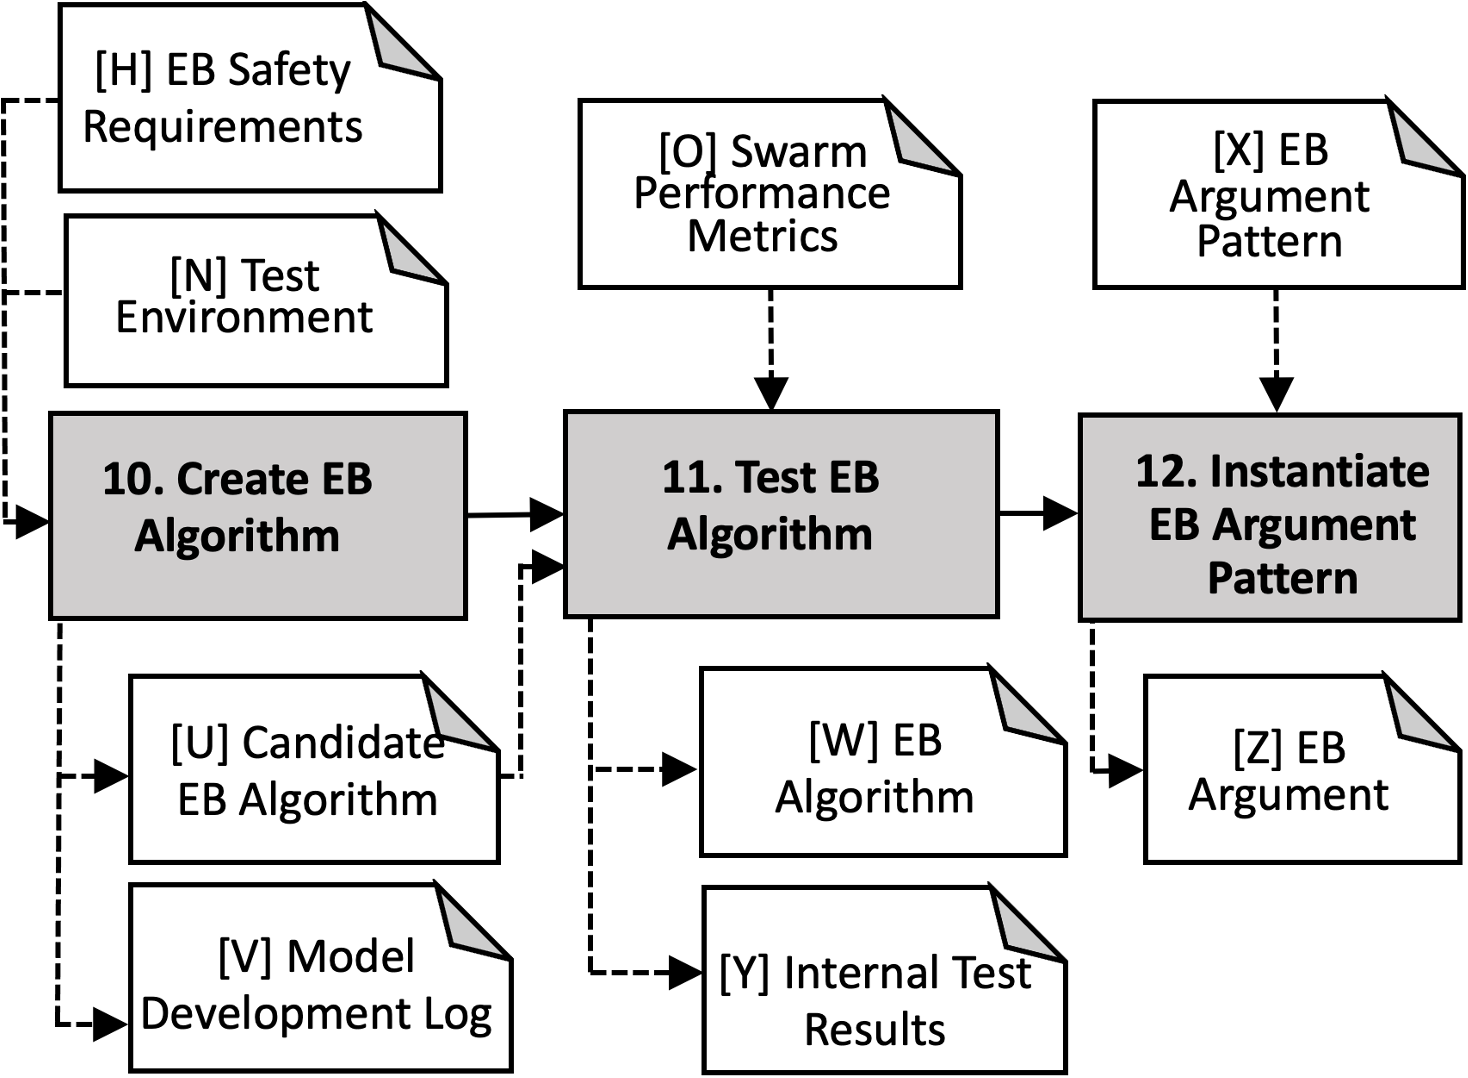 [H] EB Safety
Requirements
[N] Test
Environment
[O] Swarm
Performance
Metrics
[X] EB
Argument
Pattern
10. Create EB
Algorithm
11. Test EB
Algorithm
12. Instantiate
EB Argument
Pattern
[U] Candidate
EB Algorithm
[V] Model
Development Log
[W] EB
Algorithm
[Y] Internal Test
Results
[Z] EB
Argument